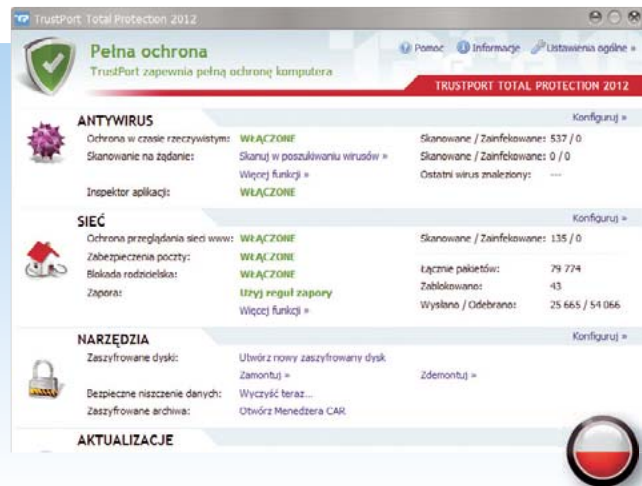 TrustPort Total Protection 2012
Pełna ochrona
TrustPort zapewnia pełną ochronę komputera
Pomoc Informacje Ustawienia ogólne »
TRUSTPORT TOTAL PROTECTION 2012
ANTYWIRUS Konfiguruj »
Ochrona w czasie rzeczywistym: WŁĄCZONE Skanowane / Zainfekowane: 537 / 0
Skanowanie na żądanie: Skanuj w poszukiwaniu wirusów » Skanowane / Zainfekowane: 0 / 0
Więcej funkcji » Ostatni wirus znaleziony: ---
Inspektor aplikacji: WŁĄCZONE
SIEĆ Konfiguruj »
Ochrona przeglądania sieci www: WŁĄCZONE Skanowane / Zainfekowane: 135 / 0
Zabezpieczenia poczty: WŁĄCZONE
Blokada rodzicielska: WŁĄCZONE Łącznie pakietów: 79 774
Zapora: Użyj reguł zapory Zablokowano: 43
Więcej funkcji » Wysłano / Odebrano: 25 665 / 54 066
NARZĘDZIA Konfiguruj »
Zaszyfrowane dyski: Utwórz nowy zaszyfrowany dysk
Zamontuj » Zdemontuj »
Bezpieczne niszczenie danych: Wyczyść teraz...
Zaszyfrowane archiwa: Otwórz Menedżera CAR
AKTUALIZACJE